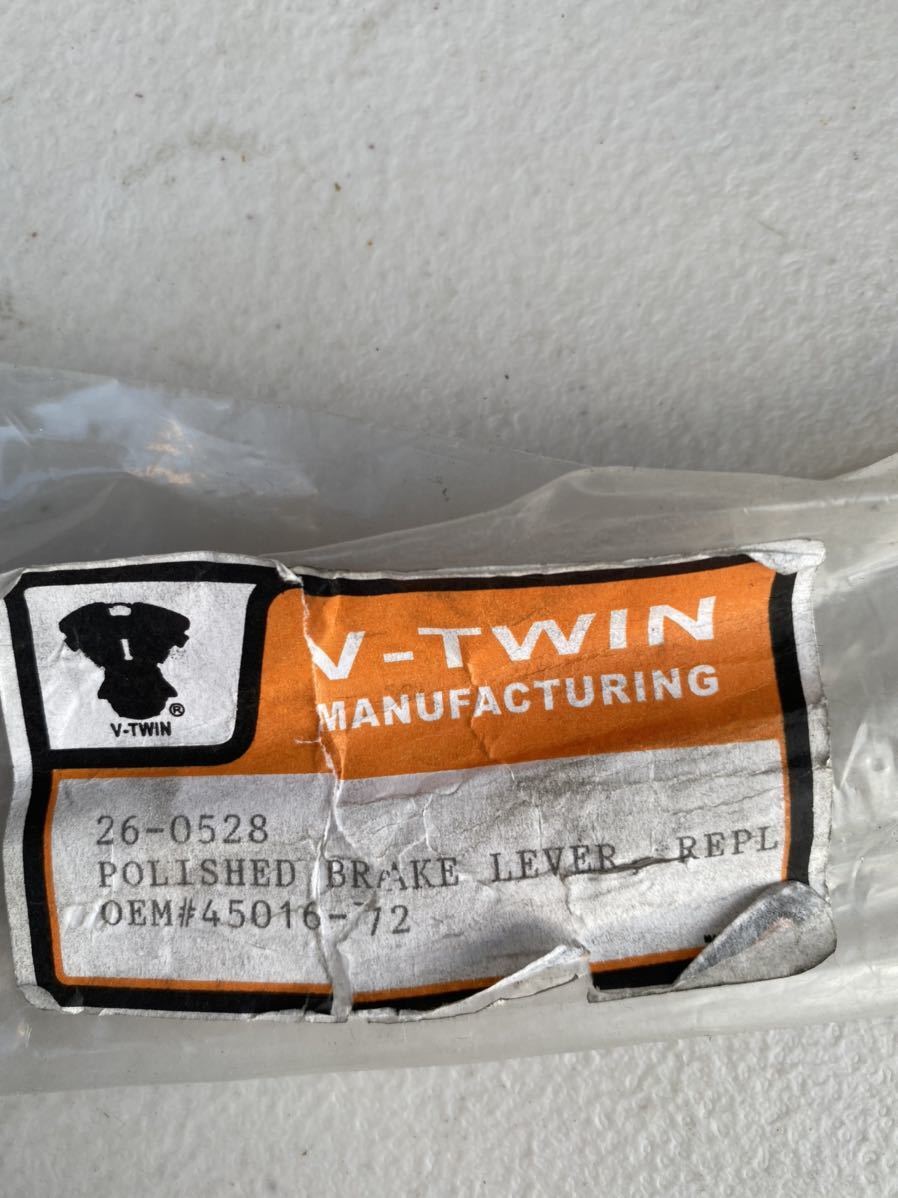 V-TWIN
MANUFACTURING
®
V-TWIN
26-0528
POLISHED BRAKE LEVER, REPL
OEM#45016-72